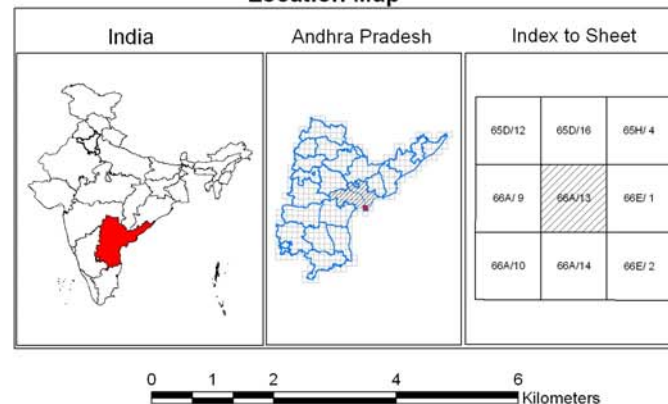 India
Andhra Pradesh
Index to Sheet
65D/12 65D/16 65H/ 4
66A/ 9 66A/13 66E/ 1
66A/10 66A/14 66E/ 2
0 1 2 4 6
Kilometers